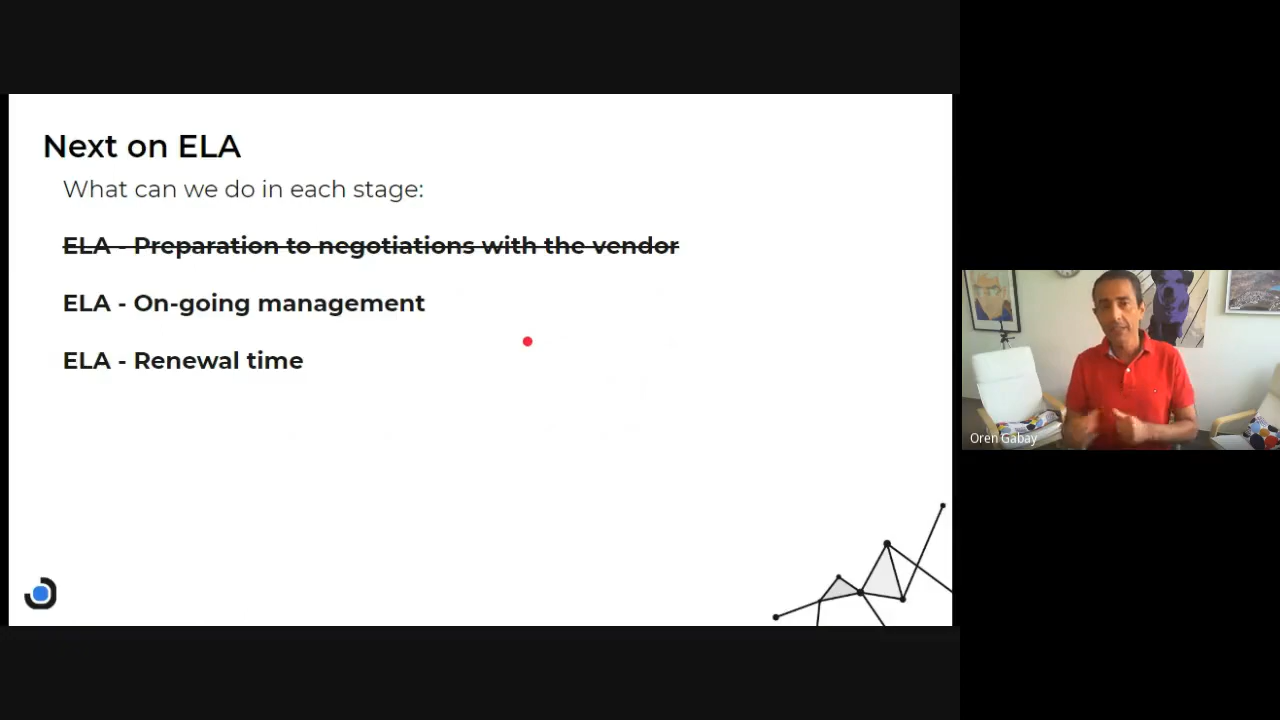 Next on ELA
What can we do in each stage:
ELA - Preparation to negotiations with the vendor
ELA - On-going management
ELA - Renewal time
Oren Gabay